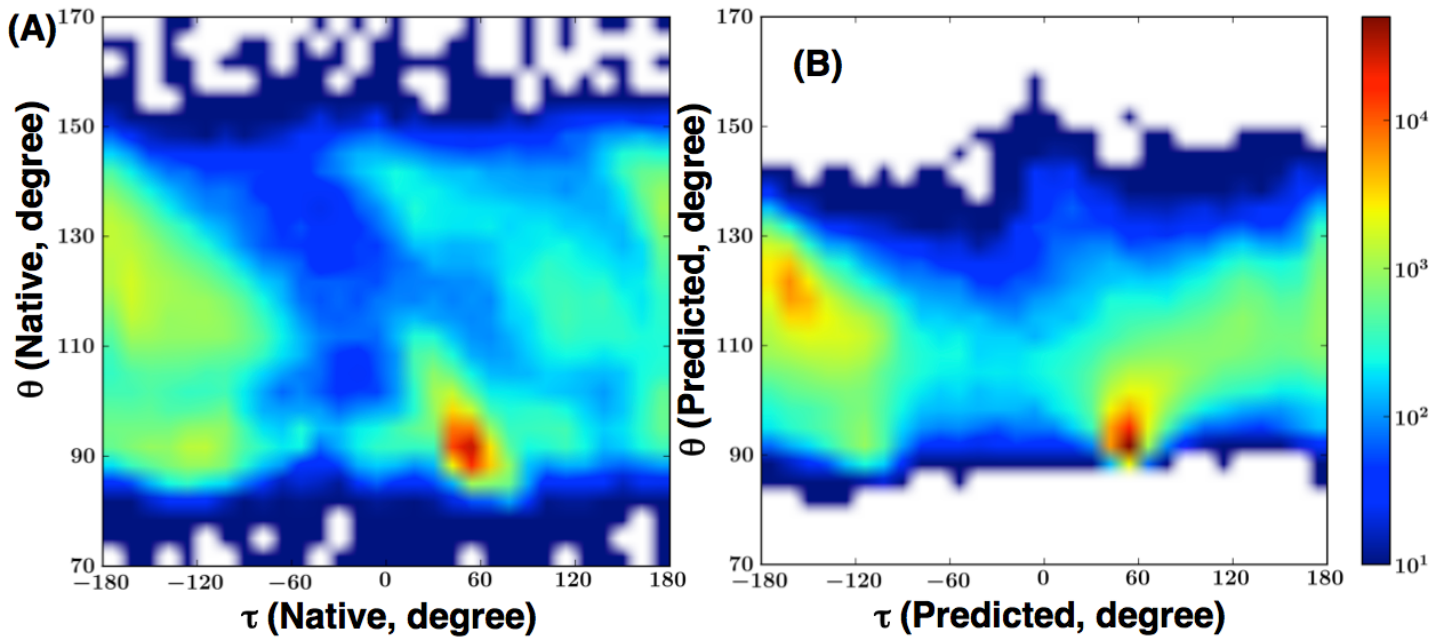 (A)
θ (Native, degree)
170
150
130
110
90
70
−180 −120 −60 0 60 120 180
τ (Native, degree)
(B)
θ (Predicted, degree)
170
150
130
110
90
70
−180 −120 −60 0 60 120 180
τ (Predicted, degree)
10⁴
10³
10²
10¹